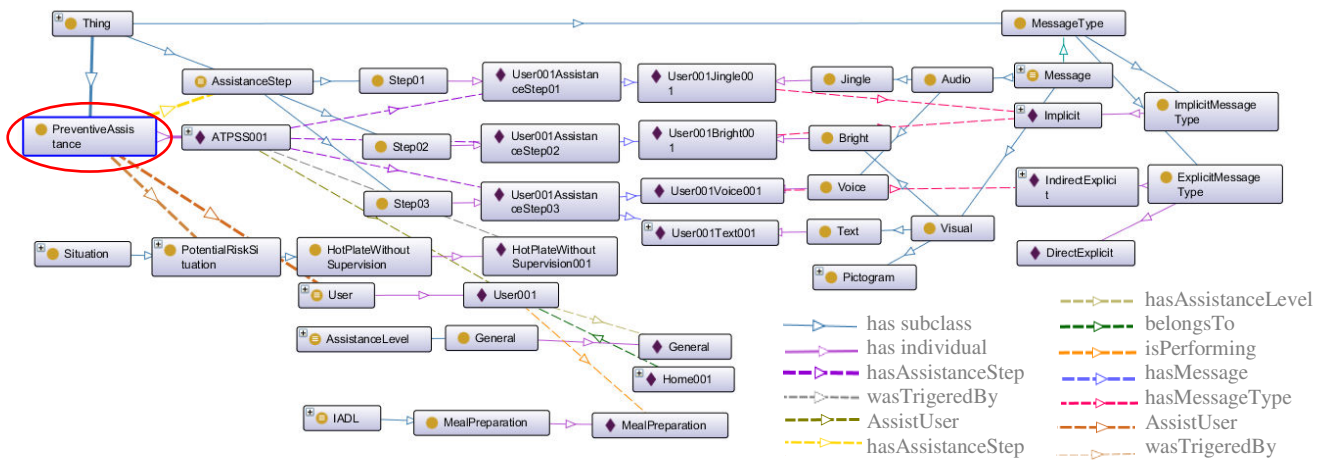 Thing
MessageType
AssistanceStep
Step01
User001Assistan
ceStep01
User001Jingle00
1
Jingle
Audio
Message
PreventiveAssis
tance
ATPSS001
Step02
User001Assistan
ceStep02
User001Bright00
1
Bright
Implicit
ImplicitMessage
Type
Step03
User001Assistan
ceStep03
User001Voice001
Voice
IndirectExplici
t
ExplicitMessage
Type
User001Text001
Text
Visual
DirectExplicit
Situation
PotentialRiskSi
tuation
HotPlateWithout
Supervision
HotPlateWithout
Supervision001
Pictogram
User
User001
AssistanceLevel
General
General
Home001
IADL
MealPreparation
MealPreparation
has subclass
has individual
hasAssistanceStep
wasTrigeredBy
AssistUser
hasAssistanceStep
hasAssistanceLevel
belongsTo
isPerforming
hasMessage
hasMessageType
AssistUser
wasTrigeredBy